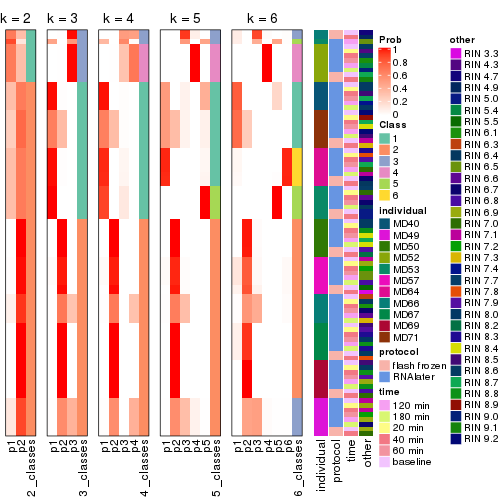 k = 2
k = 3
k = 4
k = 5
k = 6
p1
p2
2_classes
p1
p2
p3
3_classes
p1
p2
p3
p4
4_classes
p1
p2
p3
p4
p5
5_classes
p1
p2
p3
p4
p5
p6
6_classes
individual
protocol
time
other
Prob
1
0.8
0.6
0.4
0.2
0
Class
1
2
3
4
5
6
individual
MD40
MD49
MD50
MD52
MD53
MD57
MD64
MD66
MD67
MD69
MD71
protocol
flash frozen
RNAlater
time
120 min
180 min
20 min
40 min
60 min
baseline
other
RIN 3.3
RIN 4.3
RIN 4.7
RIN 4.9
RIN 5.0
RIN 5.4
RIN 5.5
RIN 6.1
RIN 6.3
RIN 6.4
RIN 6.5
RIN 6.6
RIN 6.7
RIN 6.8
RIN 6.9
RIN 7.0
RIN 7.1
RIN 7.2
RIN 7.3
RIN 7.4
RIN 7.7
RIN 7.8
RIN 7.9
RIN 8.0
RIN 8.2
RIN 8.3
RIN 8.4
RIN 8.5
RIN 8.6
RIN 8.7
RIN 8.8
RIN 8.9
RIN 9.0
RIN 9.1
RIN 9.2